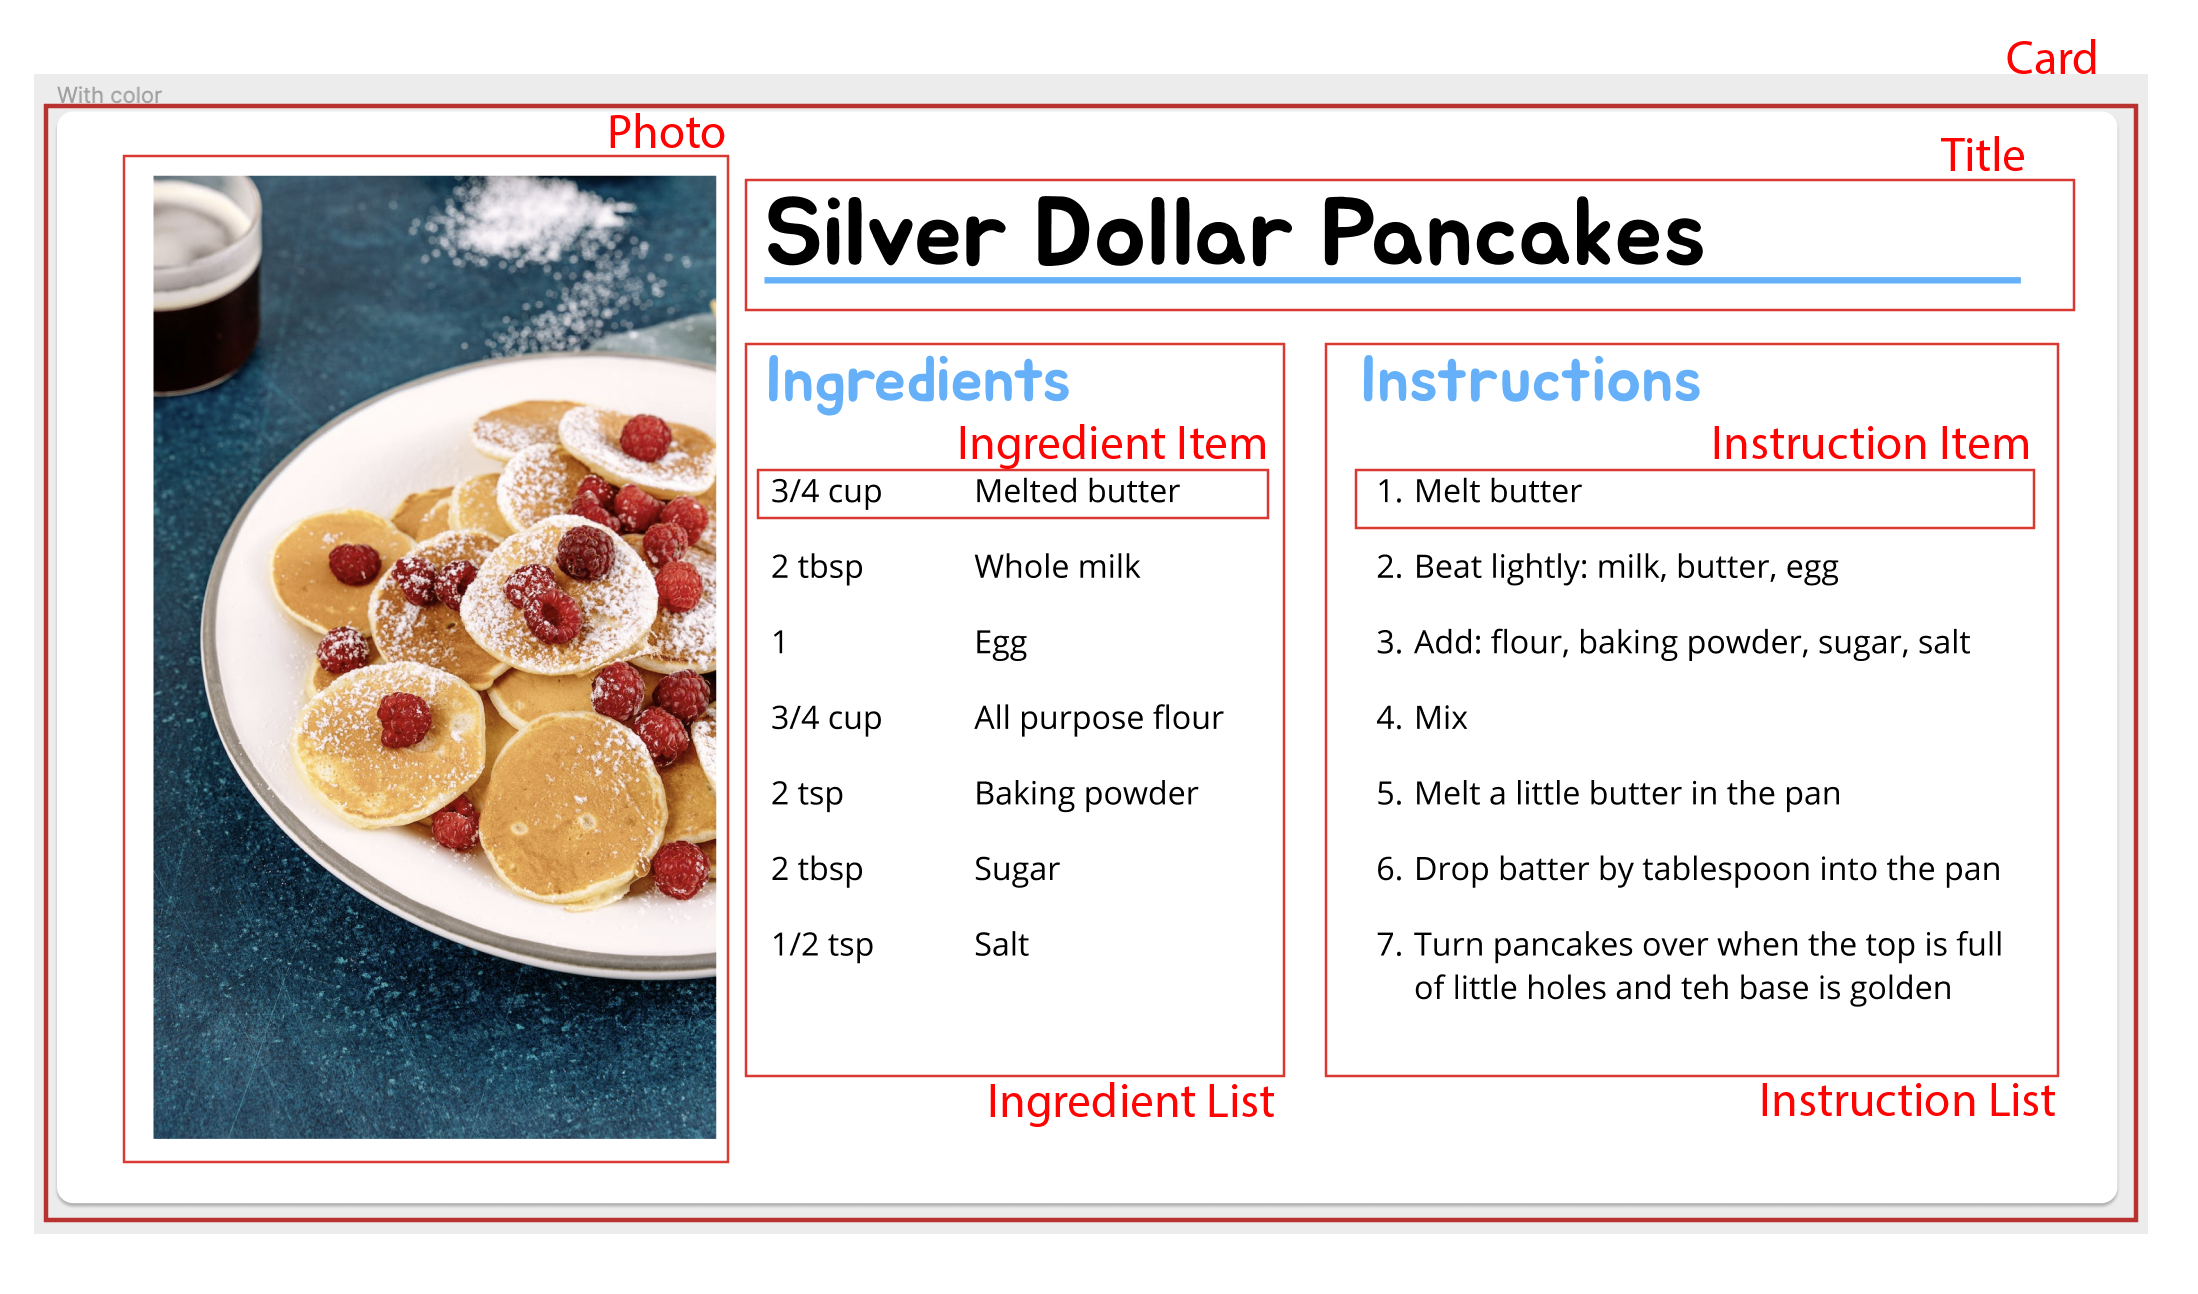 Card
With color
Photo
Title
Silver Dollar Pancakes
Ingredients
Ingredient Item
3/4 cup Melted butter
2 tbsp Whole milk
1 Egg
3/4 cup All purpose flour
2 tsp Baking powder
2 tbsp Sugar
1/2 tsp Salt
Ingredient List
Instructions
Instruction Item
1. Melt butter
2. Beat lightly: milk, butter, egg
3. Add: flour, baking powder, sugar, salt
4. Mix
5. Melt a little butter in the pan
6. Drop batter by tablespoon into the pan
7. Turn pancakes over when the top is full
of little holes and teh base is golden
Instruction List